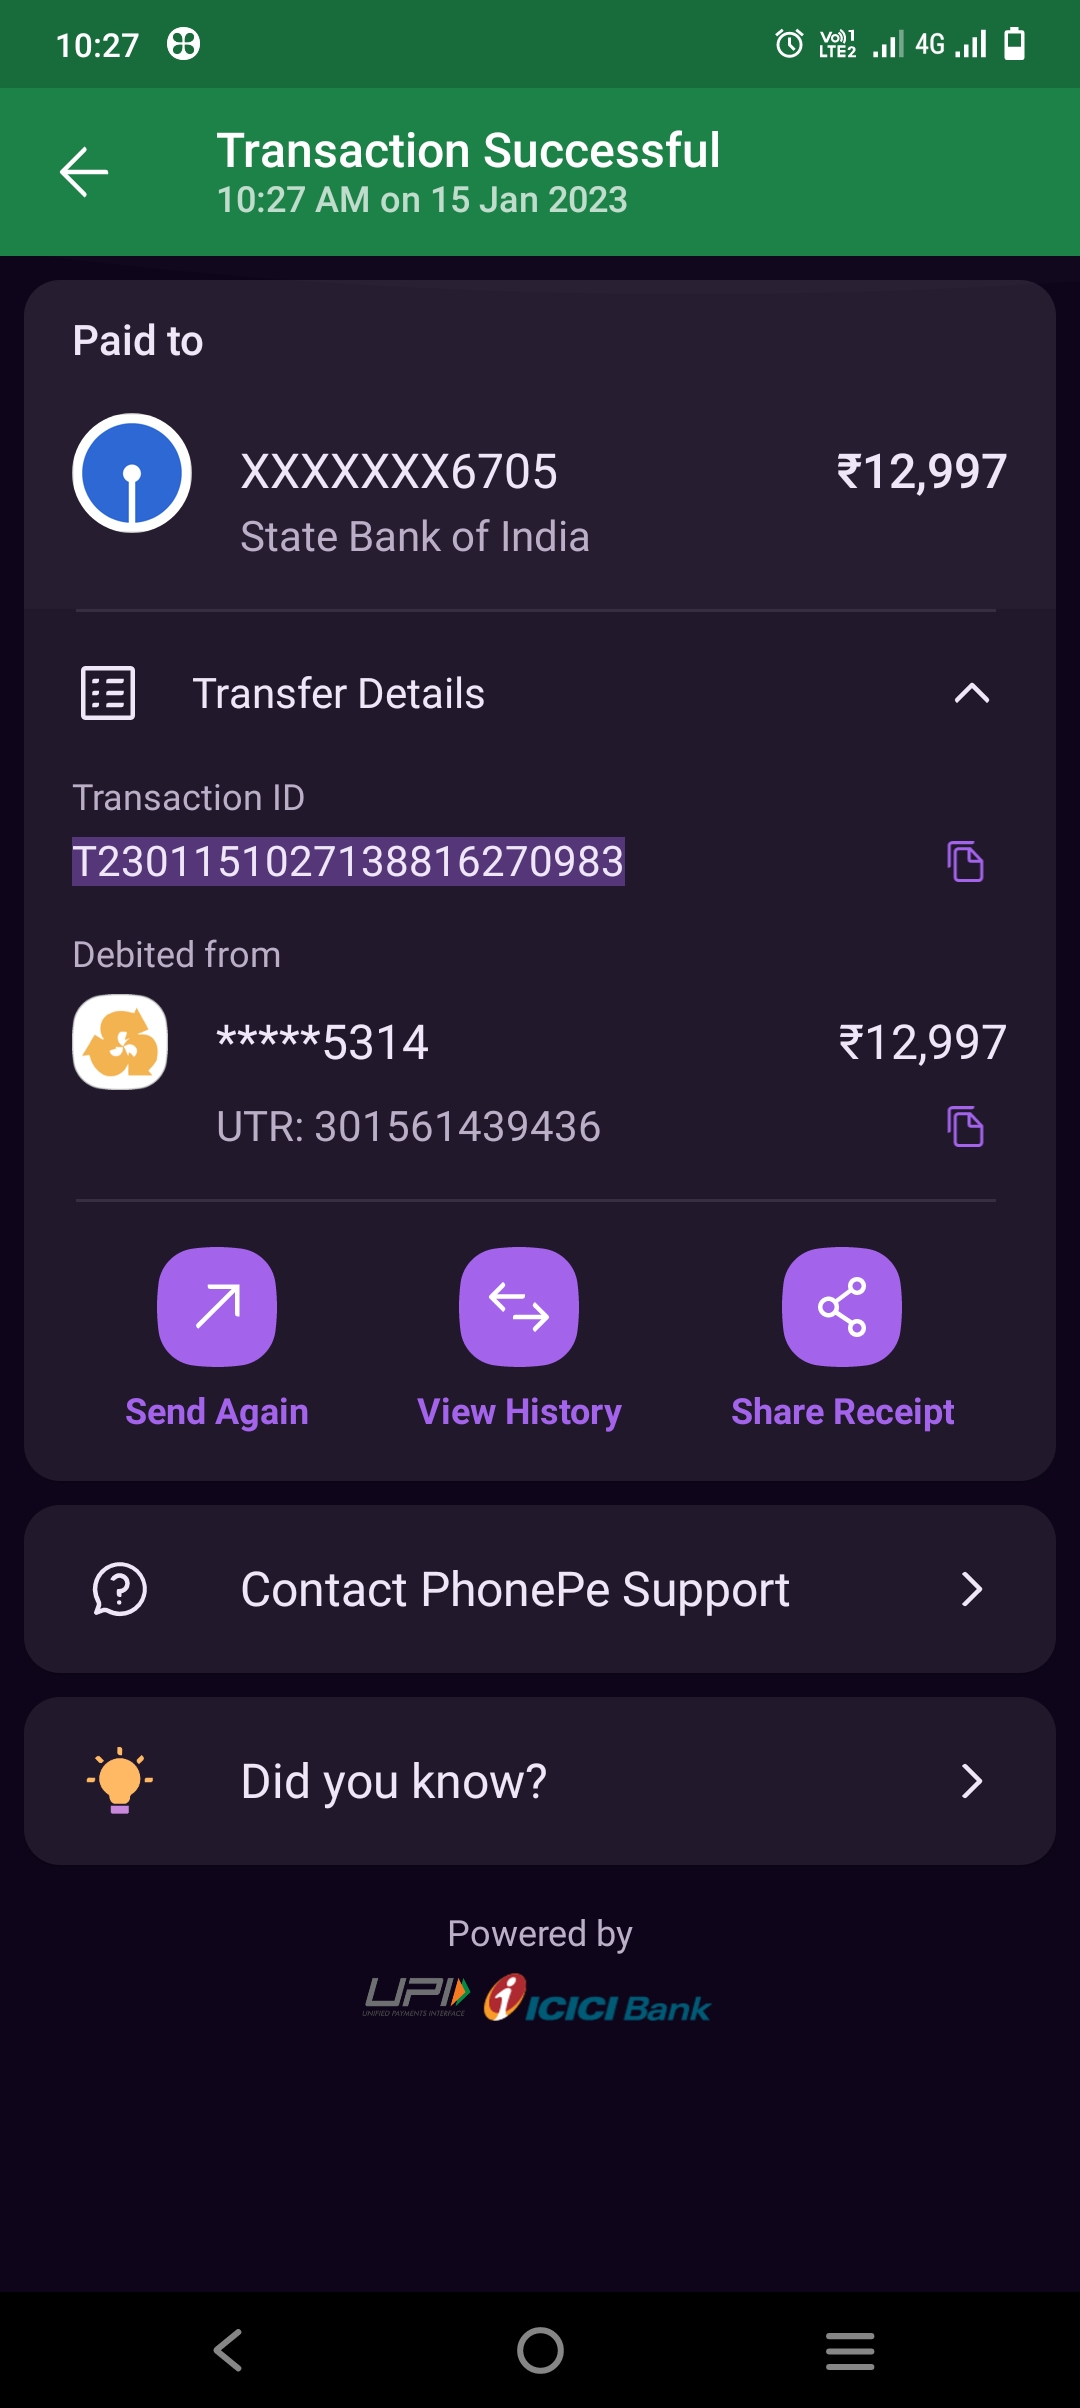 10:27
Vo))1
LTE2
4G
Transaction Successful
10:27 AM on 15 Jan 2023
Paid to
XXXXXXX6705
₹12,997
State Bank of India
Transfer Details
Transaction ID
T2301151027138816270983
Debited from
*****5314
₹12,997
UTR: 301561439436
Send Again
View History
Share Receipt
Contact PhonePe Support
Did you know?
Powered by
UPI
UNIFIED PAYMENTS INTERFACE
ICICI Bank